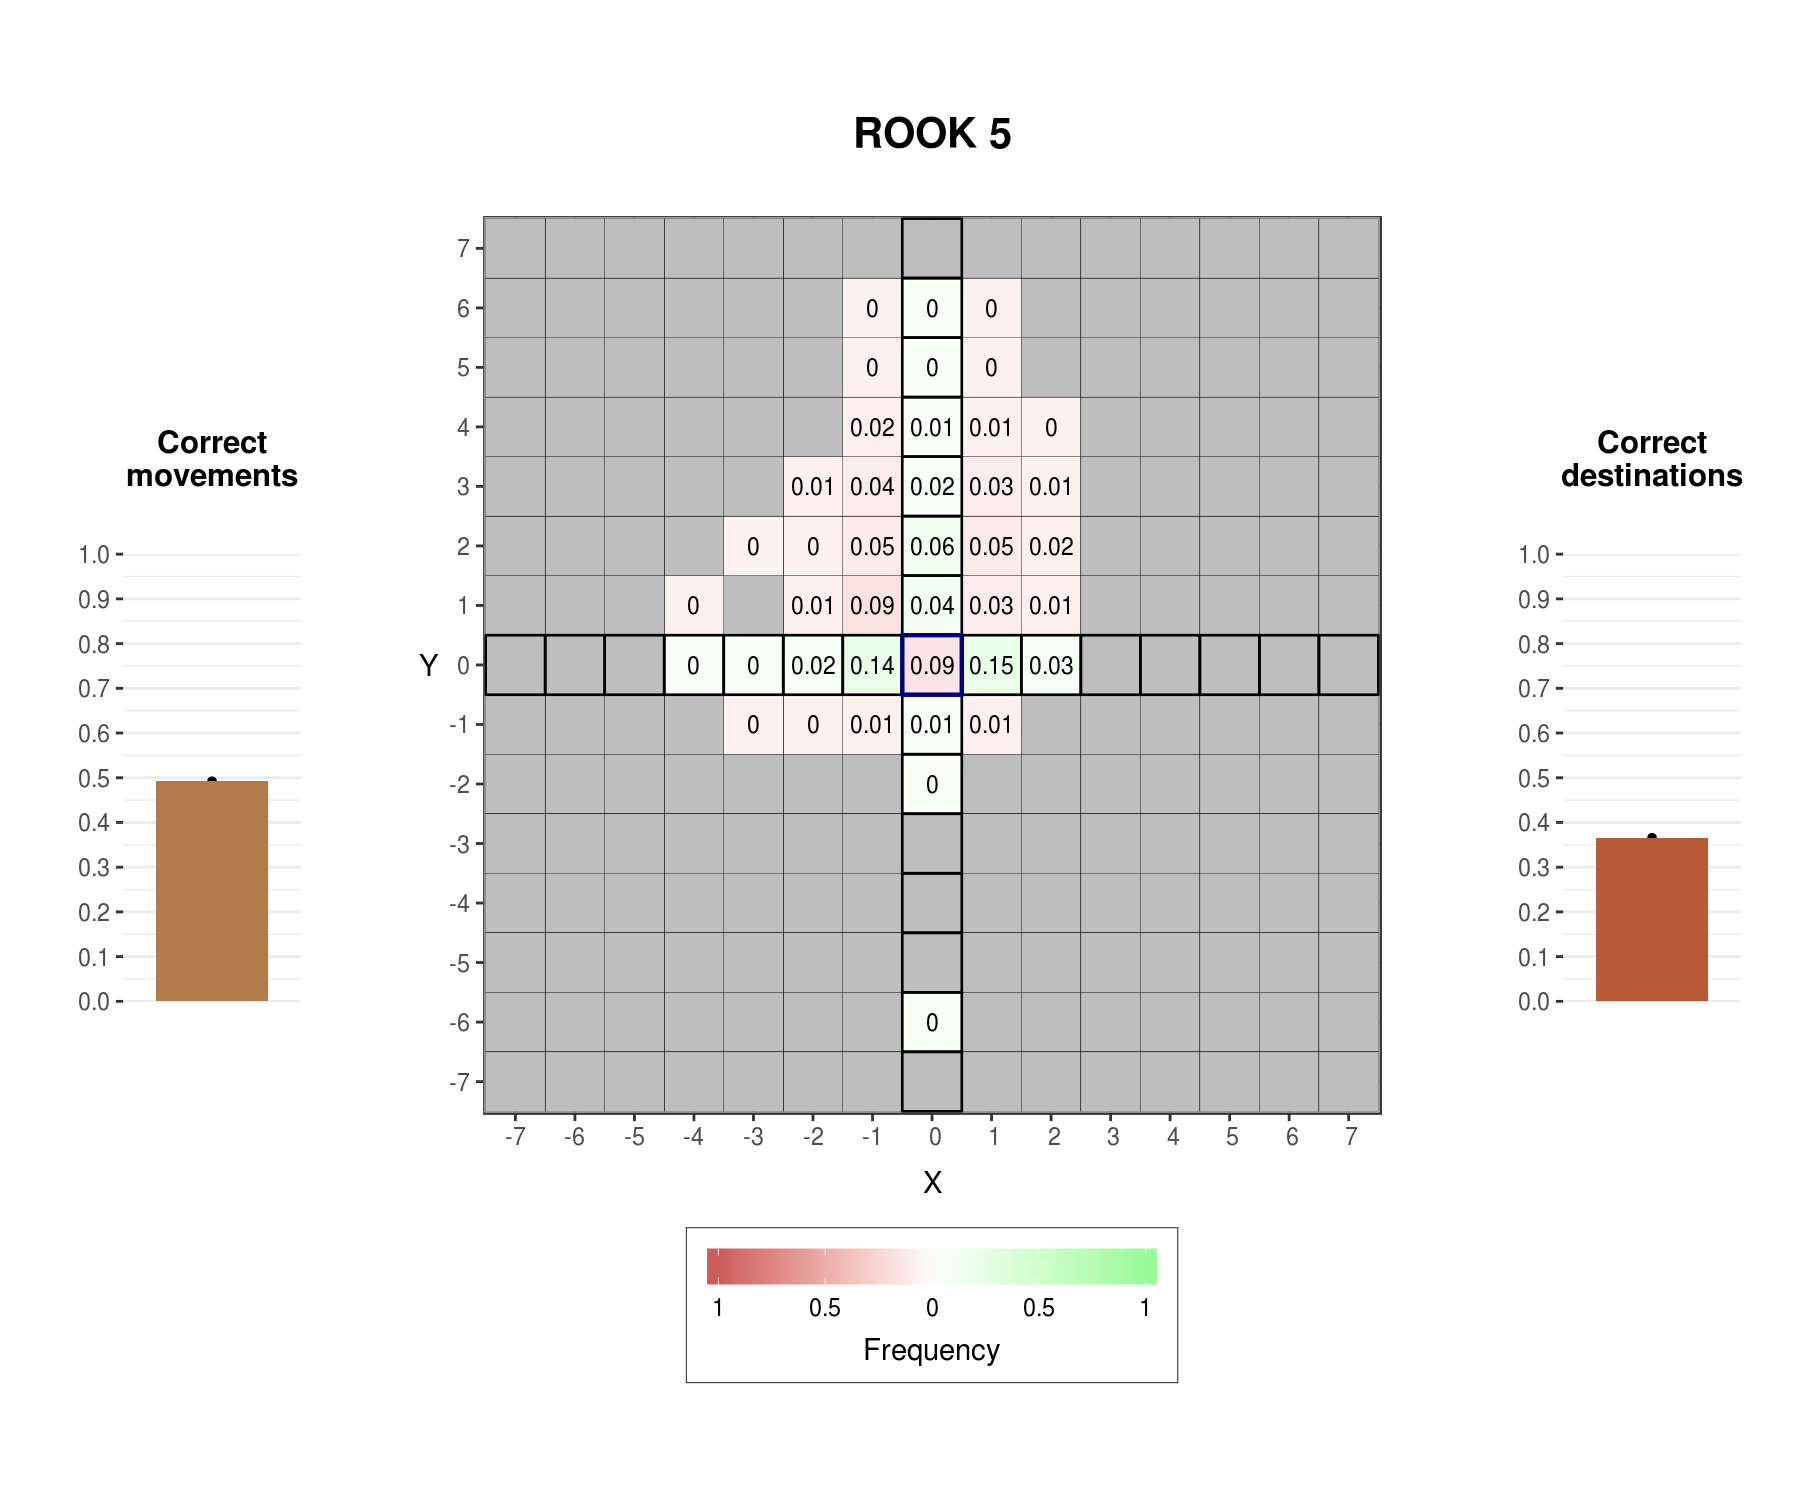 ROOK 5
Correct
movements
1.0
0.9
0.8
0.7
0.6
0.5
0.4
0.3
0.2
0.1
0.0
Y
7
6 0 0 0
5 0 0 0
4 0.02 0.01 0.01 0
3 0.01 0.04 0.02 0.03 0.01
2 0 0 0.05 0.06 0.05 0.02
1 0 0.01 0.09 0.04 0.03 0.01
0 0 0 0.02 0.14 0.09 0.15 0.03
-1 0 0 0.01 0.01 0.01
-2 0
-3
-4
-5
-6 0
-7
-7 -6 -5 -4 -3 -2 -1 0 1 2 3 4 5 6 7
X
1 0.5 0 0.5 1
Frequency
Correct
destinations
1.0
0.9
0.8
0.7
0.6
0.5
0.4
0.3
0.2
0.1
0.0